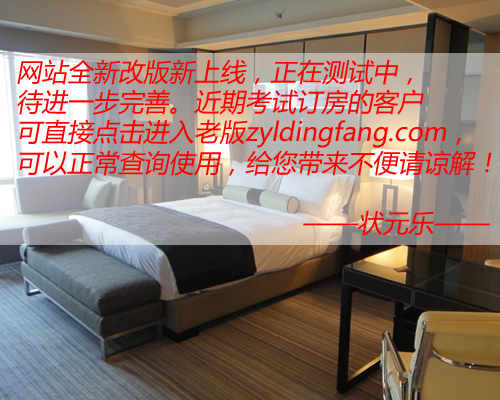 网站全新改版新上线，正在测试中，
待进一步完善。近期考试订房的客户
可直接点击进入老版zyldingfang.com，
可以正常查询使用，给您带来不便请谅解！
——状元乐——